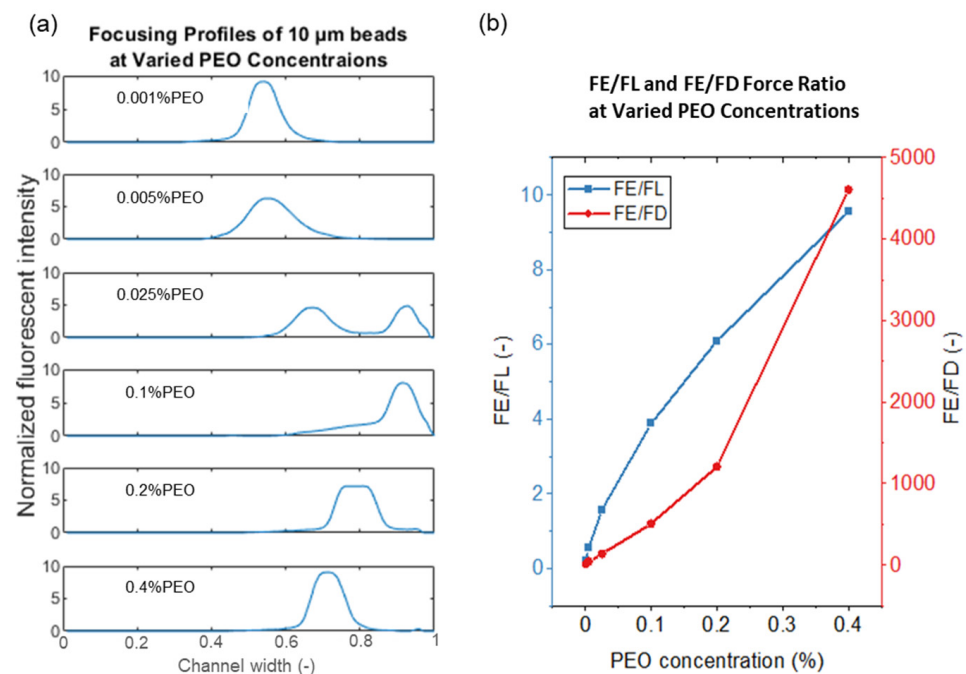 (a)
Focusing Profiles of 10 µm beads
at Varied PEO Concentraions
Normalized fluorescent intensity
10
5
0
0.001%PEO
10
5
0
0.005%PEO
10
5
0
0.025%PEO
10
5
0
0.1%PEO
10
5
0
0.2%PEO
10
5
0
0.4%PEO
0
0.2
0.4
0.6
0.8
1
Channel width (-)
(b)
FE/FL and FE/FD Force Ratio
at Varied PEO Concentrations
FE/FL
FE/FD
FE/FL (-)
10
8
6
4
2
0
5000
4000
3000
2000
1000
0
FE/FD (-)
0
0.1
0.2
0.3
0.4
PEO concentration (%)